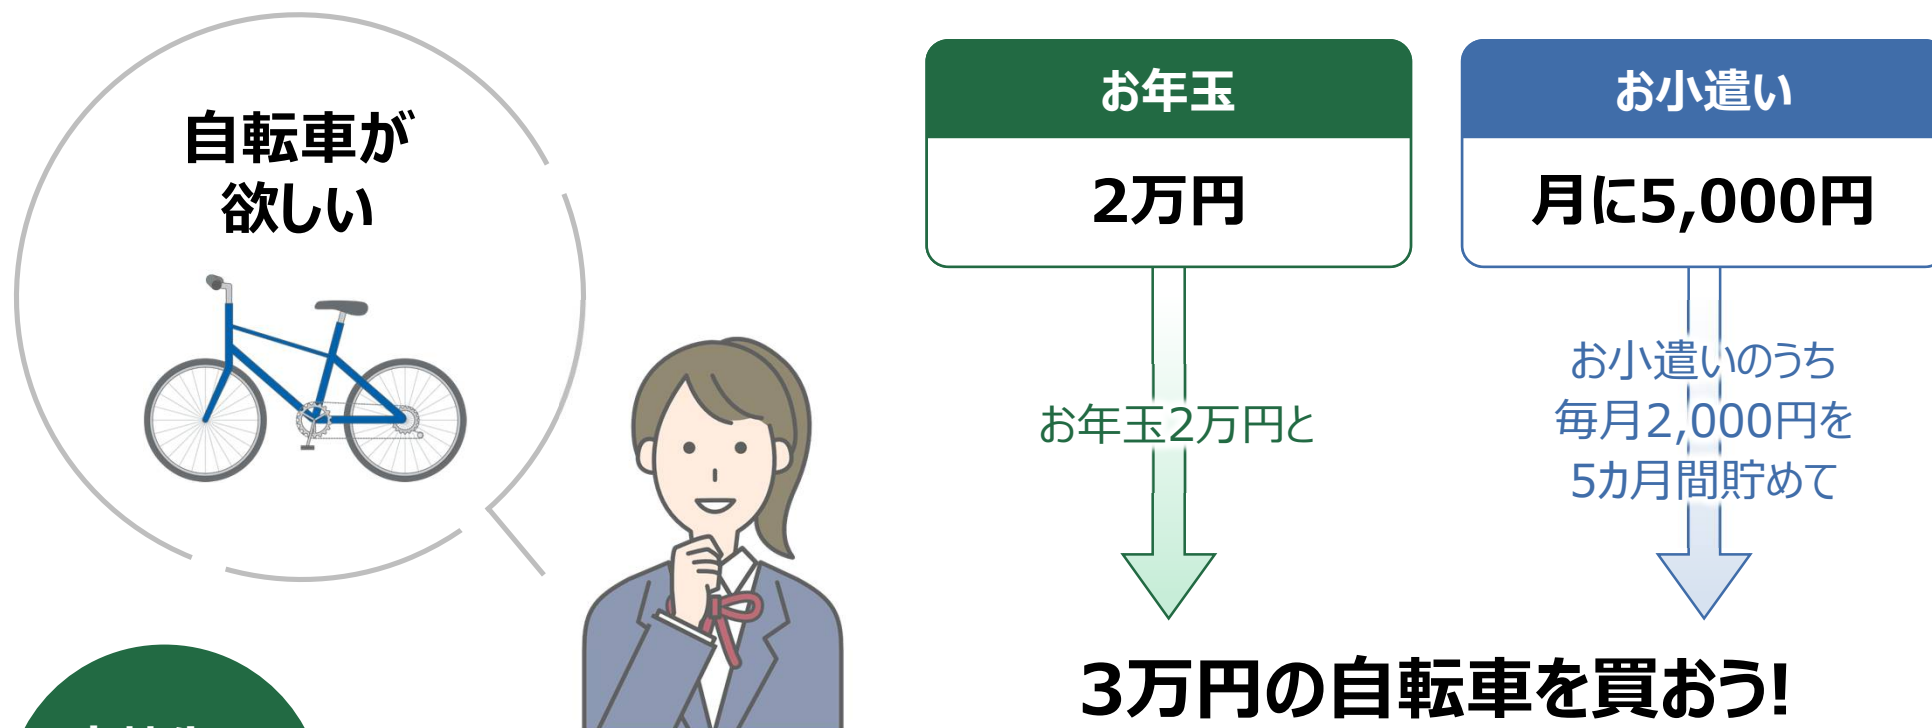 自転車が
欲しい
お年玉
2万円
お小遣い
月に5,000円
お年玉2万円と
お小遣いのうち
毎月2,000円を
5カ月間貯めて
3万円の自転車を買おう!